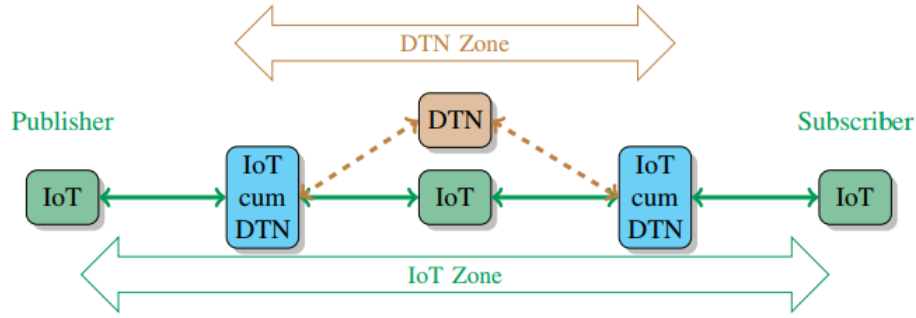 DTN Zone
Publisher
DTN
Subscriber
IoT
IoT
cum
DTN
IoT
IoT
cum
DTN
IoT
IoT Zone